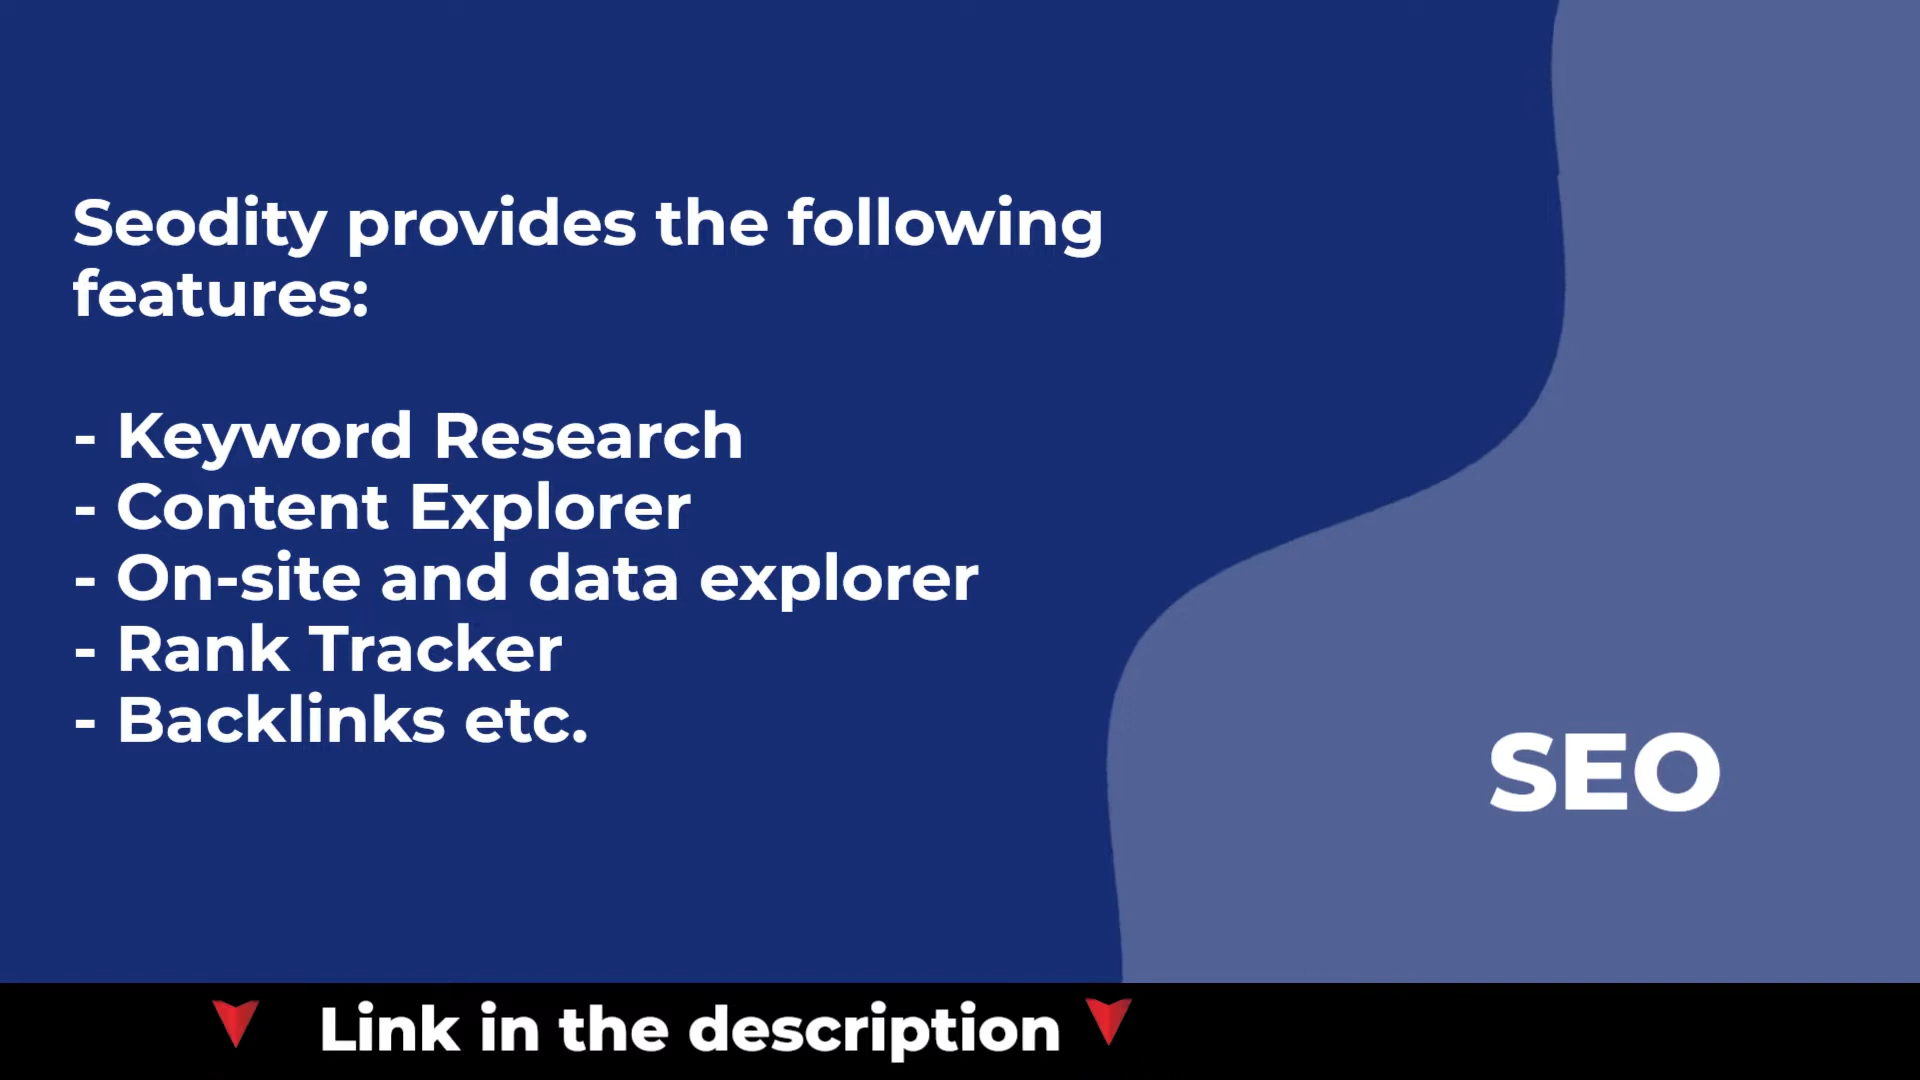 Seodity provides the following
features:
- Keyword Research
- Content Explorer
- On-site and data explorer
- Rank Tracker
- Backlinks etc.
SEO
Link in the description